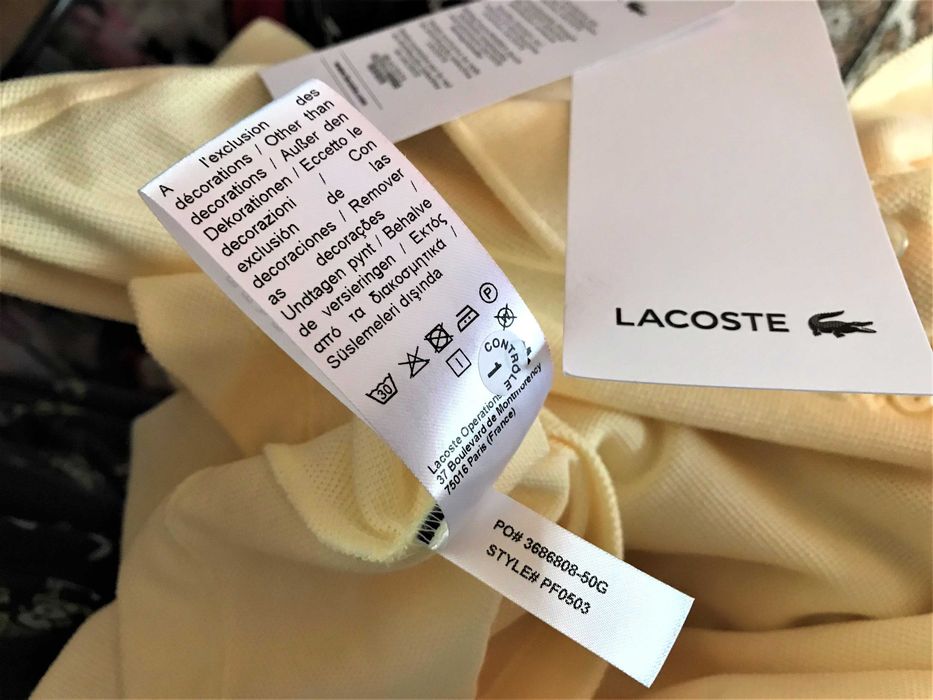 A l'exclusion des
décorations / Other than
decorations / Außer den
Dekorationen / Eccetto le
decorazioni / Con
exclusión de las
decoraciones / Remover
as decorações /
Undtagen pynt / Behalve
de versieringen / Εκτός
από τα διακοσμητικά /
Süslemeleri dışında
30
P
CONTROLE
1
Lacoste Operations
37 Boulevard de Montmorency
75016 Paris (France)
PO# 3686808-50G
STYLE# PF0503
LACOSTE